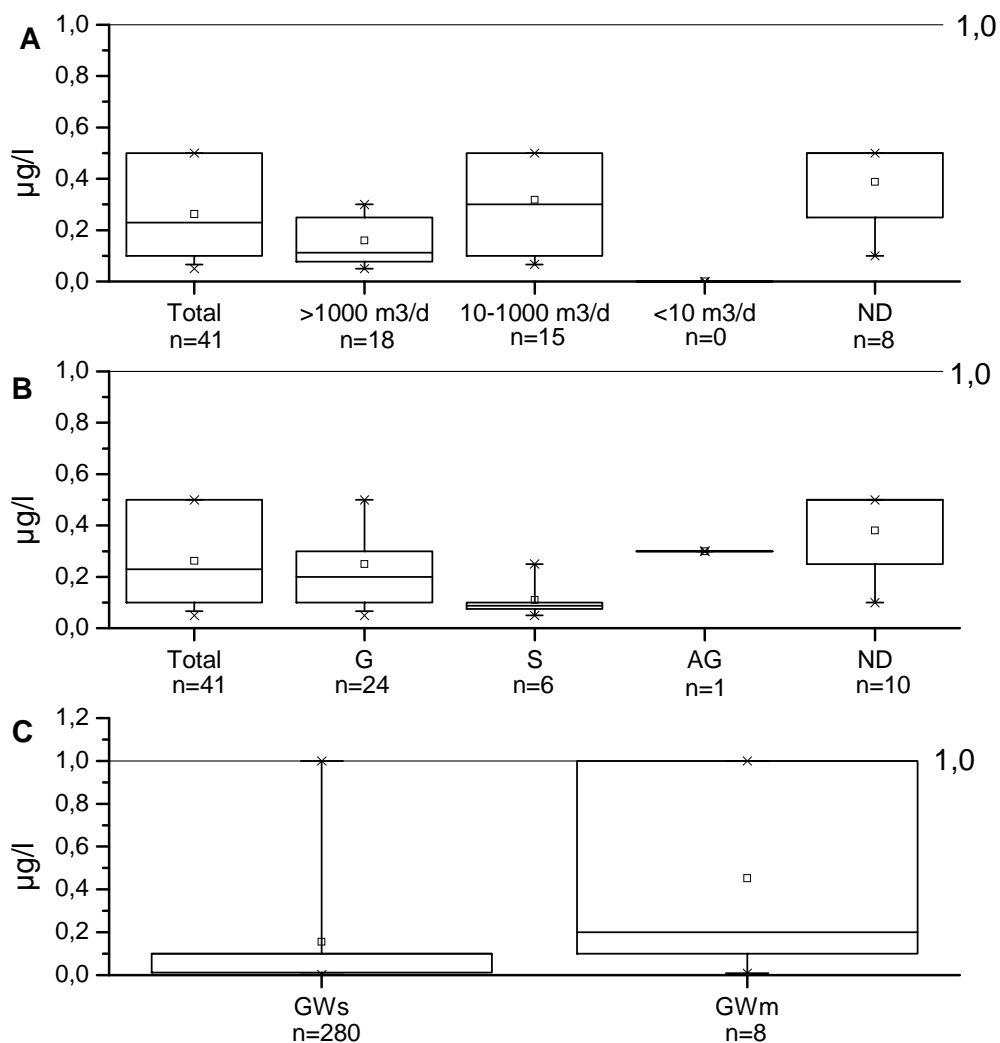 A
1,0
1,0
0,8
0,6
0,4
0,2
0,0
µg/l
Total >1000 m3/d 10-1000 m3/d <10 m3/d ND
n=41 n=18 n=15 n=0 n=8
B
1,0
1,0
0,8
0,6
0,4
0,2
0,0
µg/l
Total G S AG ND
n=41 n=24 n=6 n=1 n=10
C
1,2
1,0
1,0
0,8
0,6
0,4
0,2
0,0
µg/l
GWs GWm
n=280 n=8